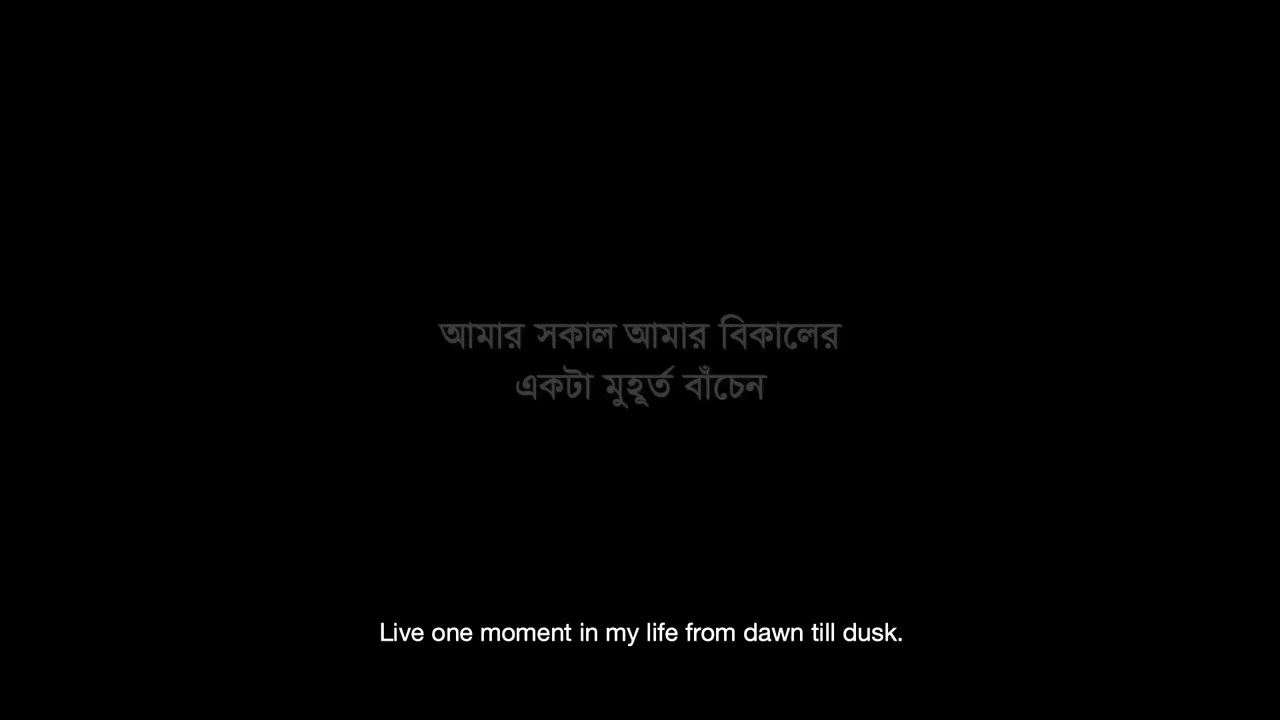 আমার সকাল আমার বিকালের
একটা মুহূর্ত বাঁচেন
Live one moment in my life from dawn till dusk.